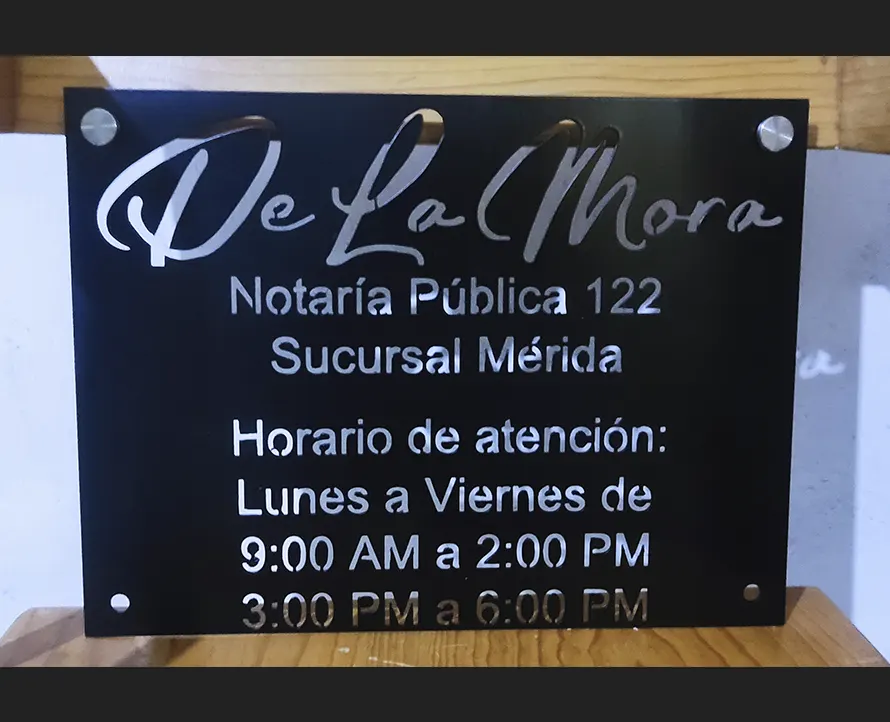 De La Mora
Notaría Pública 122
Sucursal Mérida
Horario de atención:
Lunes a Viernes de
9:00 AM a 2:00 PM
3:00 PM a 6:00 PM